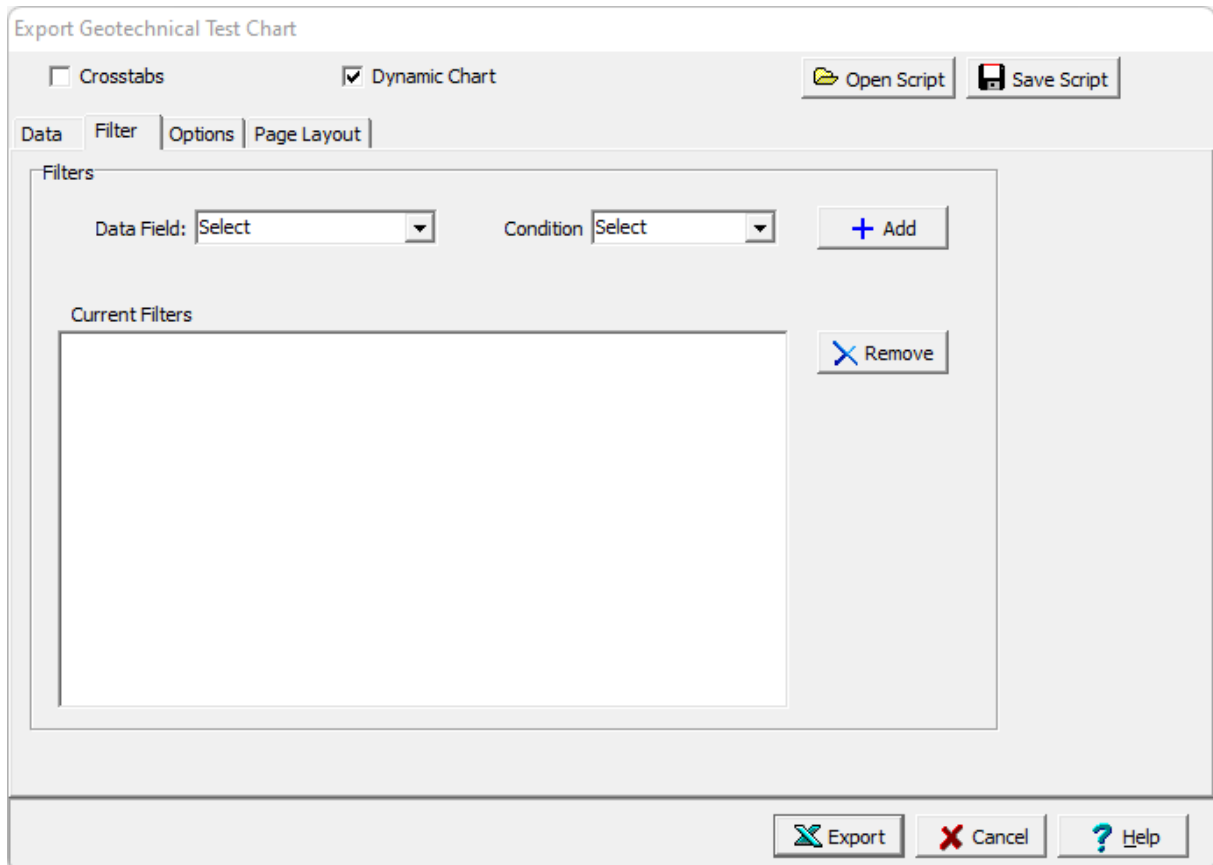 Export Geotechnical Test Chart
Crosstabs
Dynamic Chart
Open Script
Save Script
Data
Filter
Options
Page Layout
Filters
Data Field:
Select
Condition
Select
Add
Current Filters
Remove
Export
Cancel
Help